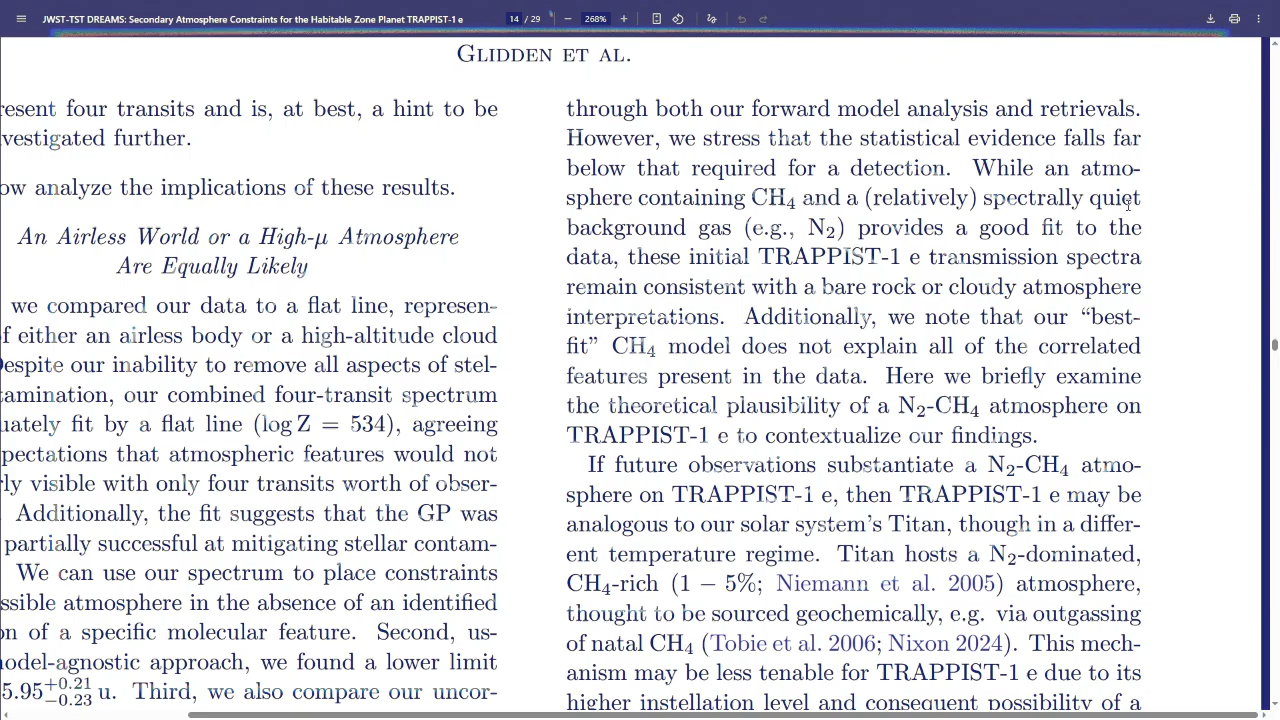 JWST-TST DREAMS: Secondary Atmosphere Constraints for the Habitable Zone Planet TRAPPIST-1 e
14 / 29
268%
GLIDDEN ET AL.
resent four transits and is, at best, a hint to be
vestigated further.
ow analyze the implications of these results.
An Airless World or a High-μ Atmosphere
Are Equally Likely
we compared our data to a flat line, represen-
f either an airless body or a high-altitude cloud
Despite our inability to remove all aspects of stel-
tamination, our combined four-transit spectrum
uately fit by a flat line (log Z = 534), agreeing
pectations that atmospheric features would not
rly visible with only four transits worth of obser-
Additionally, the fit suggests that the GP was
partially successful at mitigating stellar contam-
We can use our spectrum to place constraints
ssible atmosphere in the absence of an identified
on of a specific molecular feature. Second, us-
odel-agnostic approach, we found a lower limit
5.95+0.21−0.23 u. Third, we also compare our uncor-
through both our forward model analysis and retrievals.
However, we stress that the statistical evidence falls far
below that required for a detection. While an atmo-
sphere containing CH4 and a (relatively) spectrally quiet
background gas (e.g., N2) provides a good fit to the
data, these initial TRAPPIST-1 e transmission spectra
remain consistent with a bare rock or cloudy atmosphere
interpretations. Additionally, we note that our “best-
fit” CH4 model does not explain all of the correlated
features present in the data. Here we briefly examine
the theoretical plausibility of a N2-CH4 atmosphere on
TRAPPIST-1 e to contextualize our findings.
If future observations substantiate a N2-CH4 atmo-
sphere on TRAPPIST-1 e, then TRAPPIST-1 e may be
analogous to our solar system’s Titan, though in a differ-
ent temperature regime. Titan hosts a N2-dominated,
CH4-rich (1 − 5%; Niemann et al. 2005) atmosphere,
thought to be sourced geochemically, e.g. via outgassing
of natal CH4 (Tobie et al. 2006; Nixon 2024). This mech-
anism may be less tenable for TRAPPIST-1 e due to its
higher instellation level and consequent possibility of a